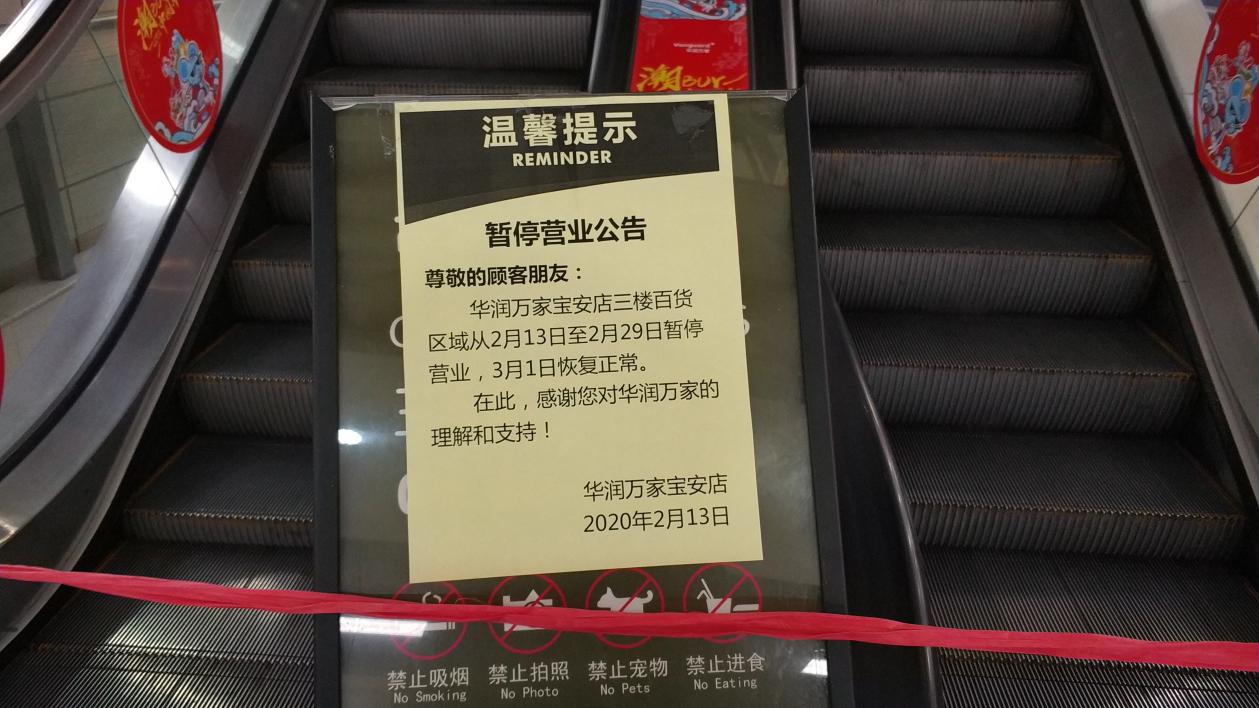 Vanguard
潮BUY
温馨提示
REMINDER
暂停营业公告
尊敬的顾客朋友：
华润万家宝安店三楼百货
区域从2月13日至2月29日暂停
营业，3月1日恢复正常。
在此，感谢您对华润万家的
理解和支持！
华润万家宝安店
2020年2月13日
禁止吸烟 禁止拍照 禁止宠物 禁止进食
No Smoking No Photo No Pets No Eating